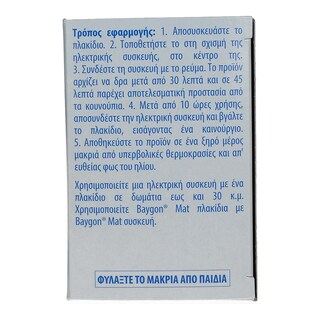 Τρόπος εφαρμογής: 1. Αποσυσκευάστε το
πλακίδιο. 2. Τοποθετήστε το στη σχισμή της
ηλεκτρικής συσκευής, στο κέντρο της.
3. Συνδέστε τη συσκευή με το ρεύμα. Το προϊόν
αρχίζει να δρα μετά από 30 λεπτά και σε 45
λεπτά παρέχει αποτελεσματική προστασία από
τα κουνούπια. 4. Μετά από 10 ώρες χρήσης,
αποσυνδέστε την ηλεκτρική συσκευή και βγάλτε
το πλακίδιο, εισάγοντας ένα καινούργιο.
5. Αποθηκεύστε το προϊόν σε ένα ξηρό μέρος
μακριά από υπερβολικές θερμοκρασίες και απ'
ευθείας φως του ηλίου.
Χρησιμοποιείτε μια ηλεκτρική συσκευή με ένα
πλακίδιο σε δωμάτια έως και 30 κ.μ.
Χρησιμοποιείτε Baygon® Mat πλακίδια με
Baygon® Mat συσκευή.
ΦΥΛΑΞΤΕ ΤΟ ΜΑΚΡΙΑ ΑΠΟ ΠΑΙΔΙΑ